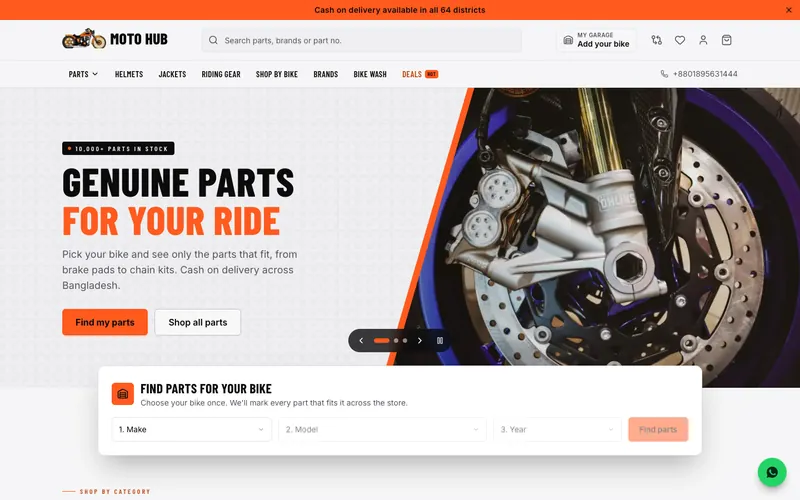 Cash on delivery available in all 64 districts
MOTO HUB
Search parts, brands or part no.
MY GARAGE
Add your bike
PARTS
HELMETS
JACKETS
RIDING GEAR
SHOP BY BIKE
BRANDS
BIKE WASH
DEALS
HOT
+8801895631444
10,000+ PARTS IN STOCK
GENUINE PARTS
FOR YOUR RIDE
Pick your bike and see only the parts that fit, from
brake pads to chain kits. Cash on delivery across
Bangladesh.
Find my parts
Shop all parts
ÖHLINS
FIND PARTS FOR YOUR BIKE
Choose your bike once. We'll mark every part that fits it across the store.
1. Make
2. Model
3. Year
Find parts
SHOP BY CATEGORY